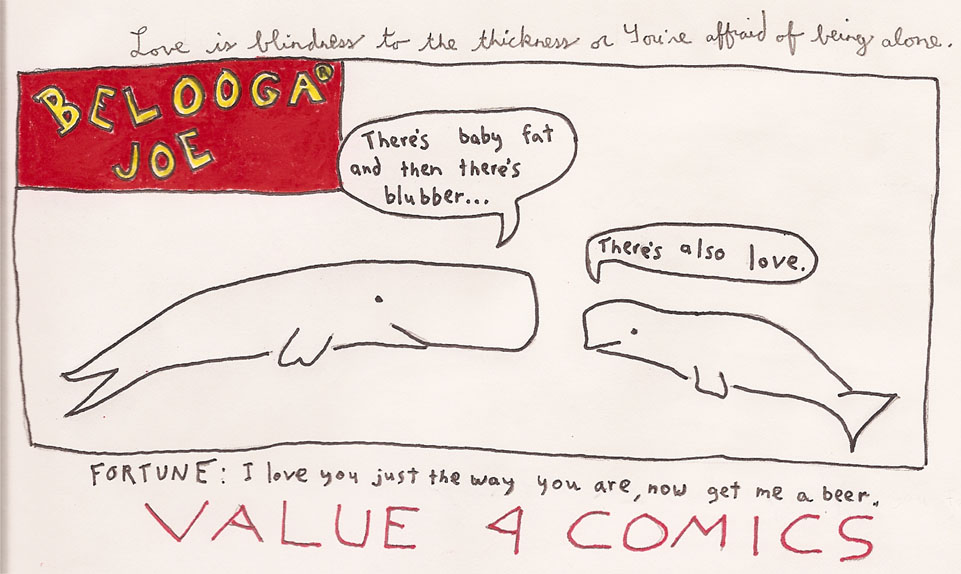 Love is blindness to the thickness or You're affraid of being alone.
BELOOGA®
JOE
There's baby fat
and then there's
blubber...
There's also love.
FORTUNE: I love you just the way you are, now get me a beer.
VALUE 4 COMICS